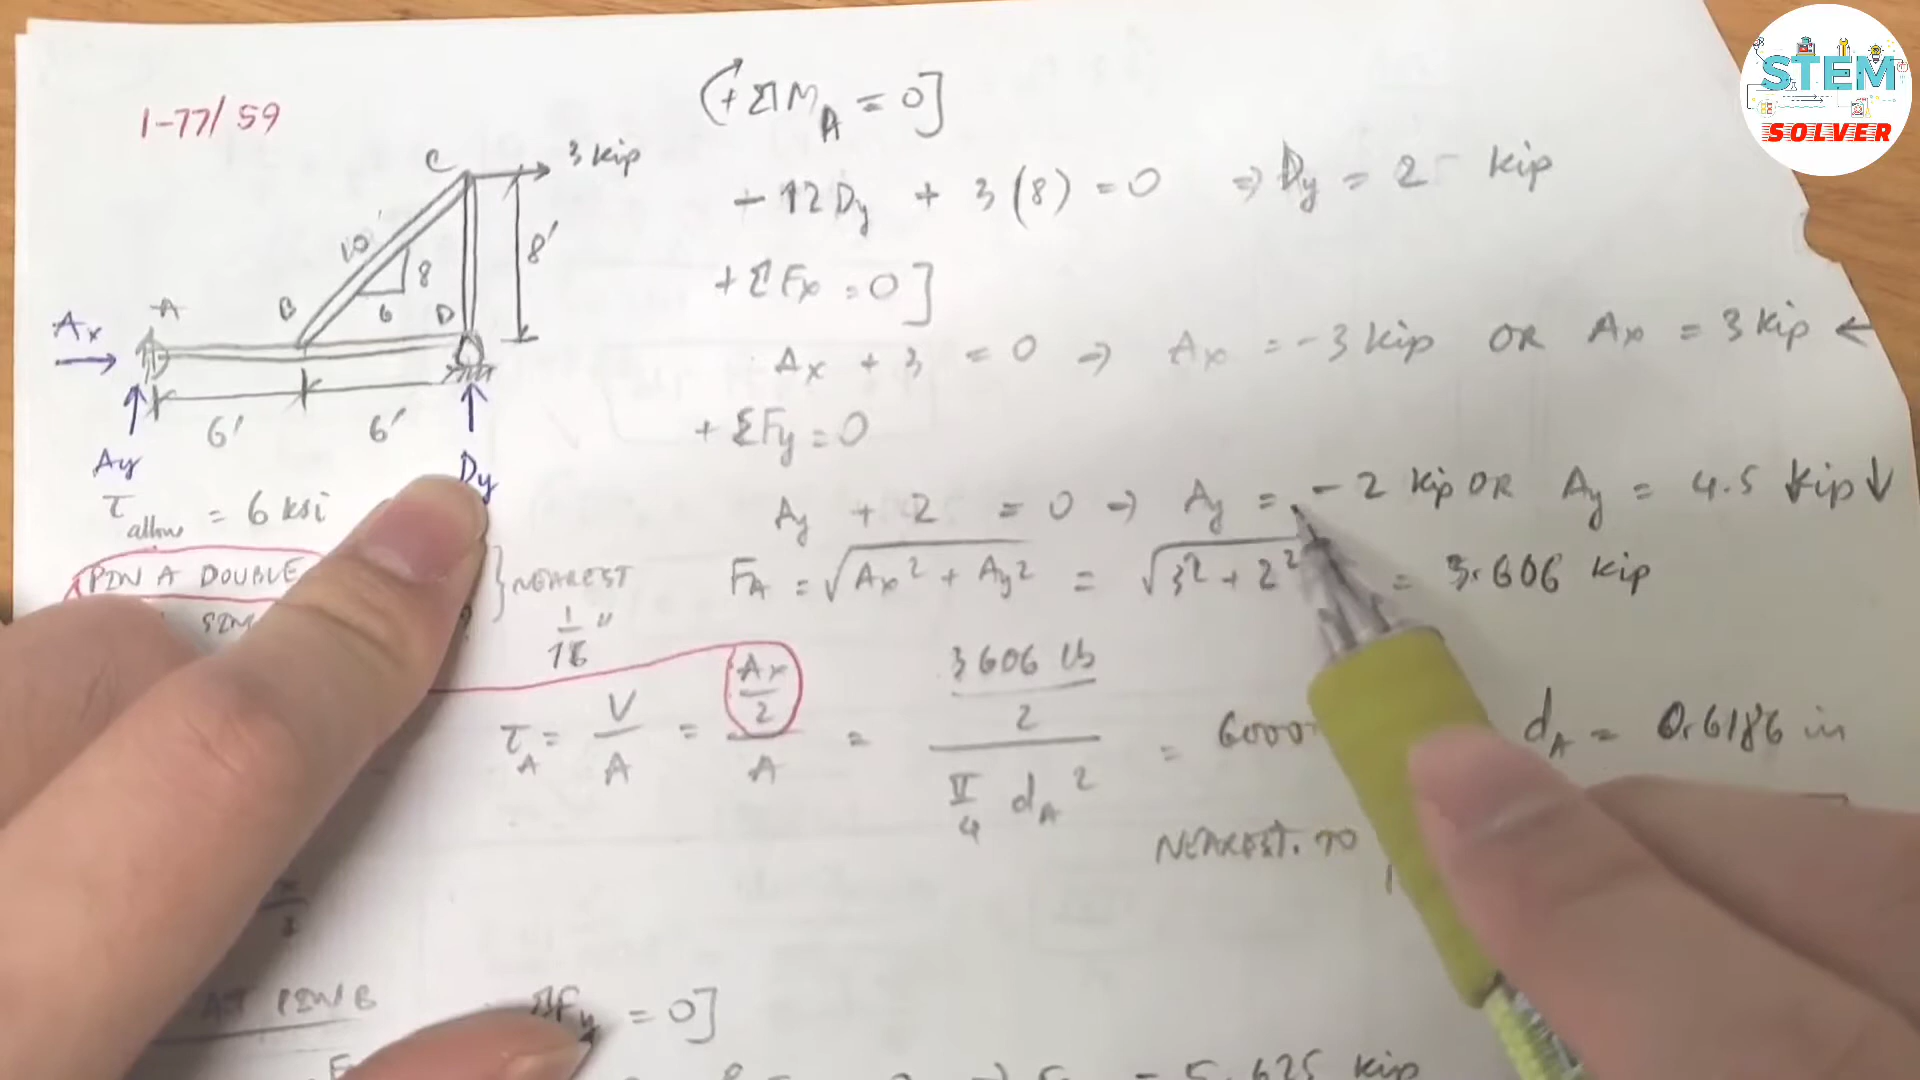 STEM
SOLVER
1-77/59
C
3 kip
10'
8
6
8'
B
D
A
Ax
6'
6'
Ay
Dy
τallow = 6 ksi
PIN A DOUBLE
NEAREST
1/16"
(+ ΣMA = 0]
- 12 Dy + 3(8) = 0 ⇒ Dy = 2 kip
+ ΣFx = 0]
Ax + 3 = 0 ⇒ Ax = -3 kip OR Ax = 3 kip ←
+ ΣFy = 0
Ay + 2 = 0 ⇒ Ay = -2 kip OR Ay = 4.5 kip ↓
FA = √Ax² + Ay² = √3² + 2² = 3.606 kip
τA = V/A = (Ax/2)/A = (3606 lb/2)/(π/4 dA²) = 6000 dA = 0.6186 in
NEAREST. TO
PIN B
ΣFy = 0]
= 5.625 kip